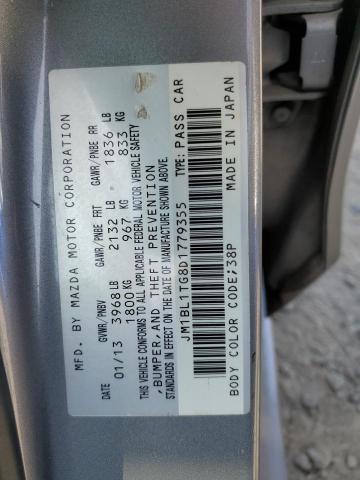 MFD. BY MAZDA MOTOR CORPORATION
DATE GVWR/PNBV GAWR/PNBE FRT GAWR/PNBE RR
01/13 3968 LB 2132 LB 1836 LB
1800 KG 967 KG 833 KG
THIS VEHICLE CONFORMS TO ALL APPLICABLE FEDERAL MOTOR VEHICLE SAFETY
, BUMPER, AND THEFT PREVENTION
STANDARDS IN EFFECT ON THE DATE OF MANUFACTURE SHOWN ABOVE.
JM1BL1TG8D1779355 PASS CAR
BODY COLOR CODE;38P MADE IN JAPAN